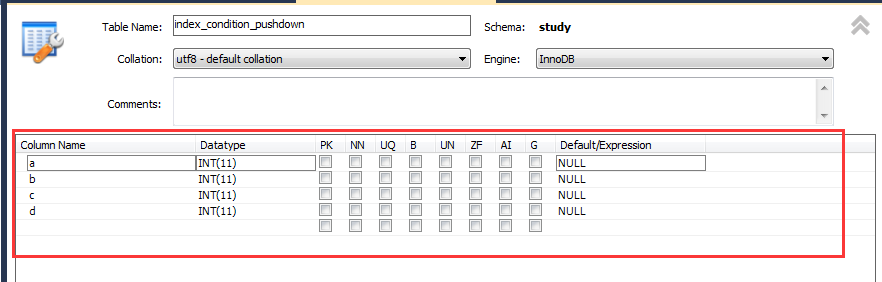 Table Name: index_condition_pushdown Schema: study
Collation: utf8 - default collation Engine: InnoDB
Comments:
Column Name Datatype PK NN UQ B UN ZF AI G Default/Expression
a INT(11) NULL
b INT(11) NULL
c INT(11) NULL
d INT(11) NULL